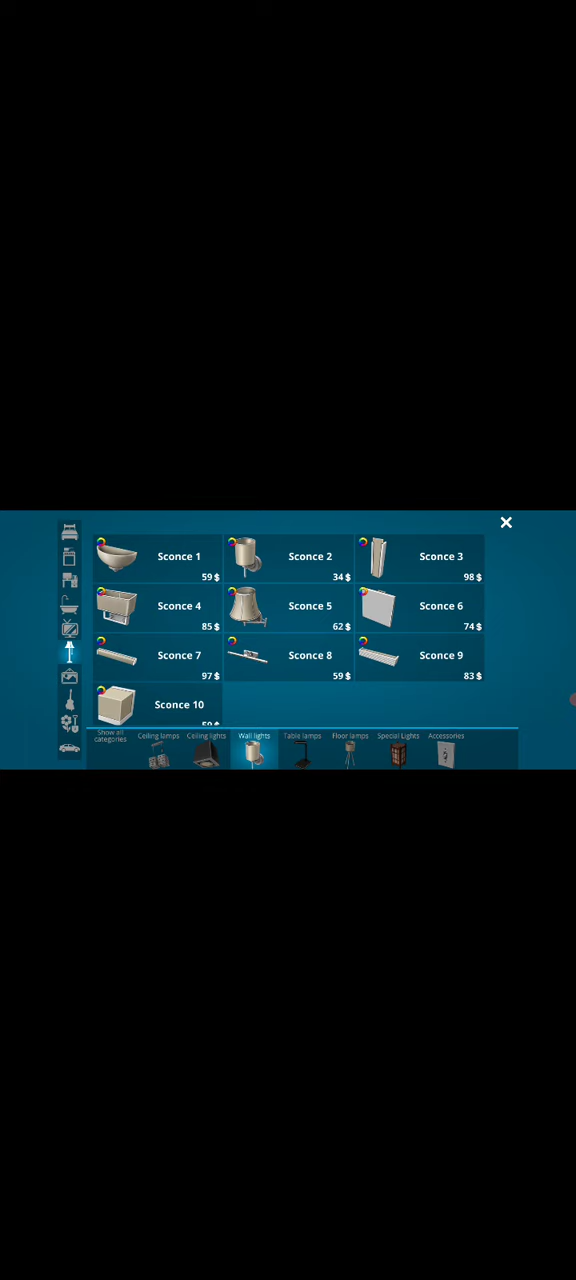 Sconce 1
59 $
Sconce 2
34 $
Sconce 3
98 $
Sconce 4
85 $
Sconce 5
62 $
Sconce 6
74 $
Sconce 7
97 $
Sconce 8
59 $
Sconce 9
83 $
Sconce 10
Show all
categories
Ceiling lamps
Ceiling lights
Wall lights
Table lamps
Floor lamps
Special Lights
Accessories